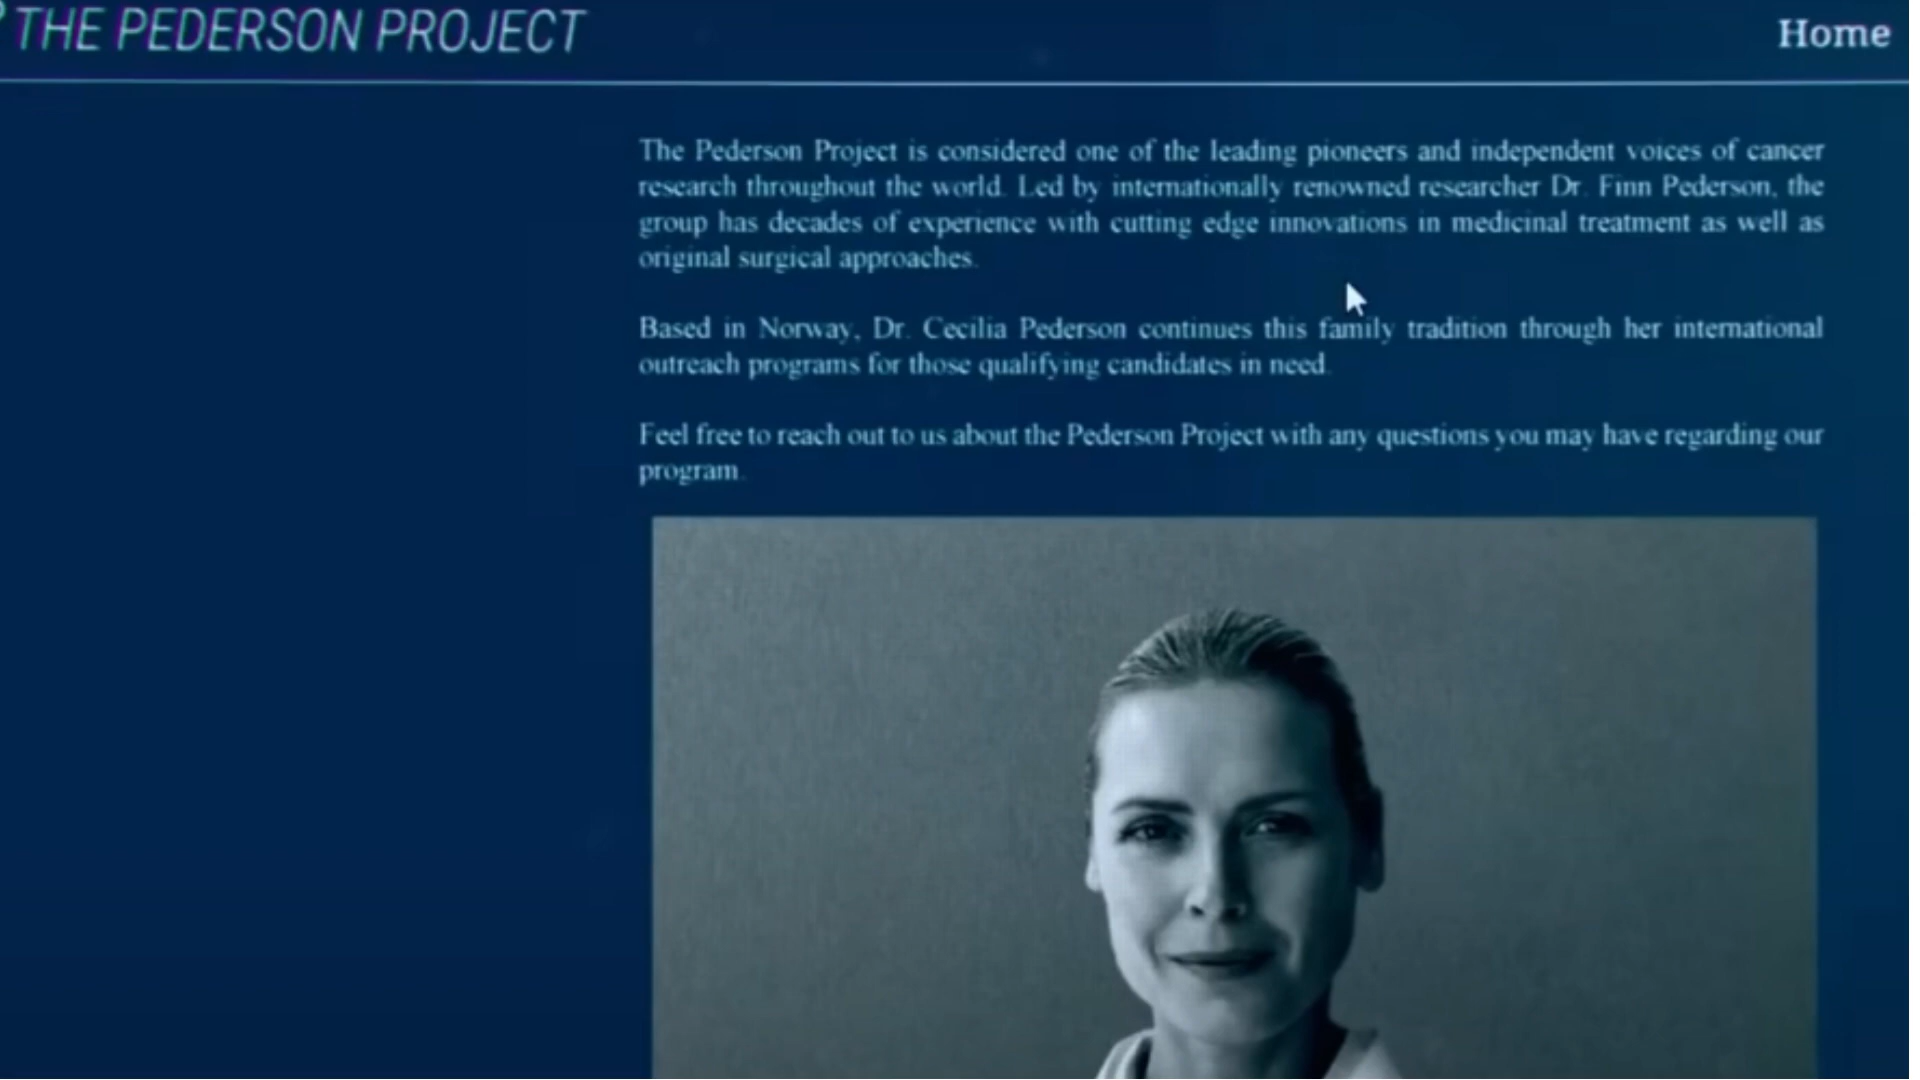 THE PEDERSON PROJECT
Home
The Pederson Project is considered one of the leading pioneers and independent voices of cancer
research throughout the world. Led by internationally renowned researcher Dr. Finn Pederson, the
group has decades of experience with cutting edge innovations in medicinal treatment as well as
original surgical approaches.
Based in Norway, Dr. Cecilia Pederson continues this family tradition through her international
outreach programs for those qualifying candidates in need.
Feel free to reach out to us about the Pederson Project with any questions you may have regarding our
program.